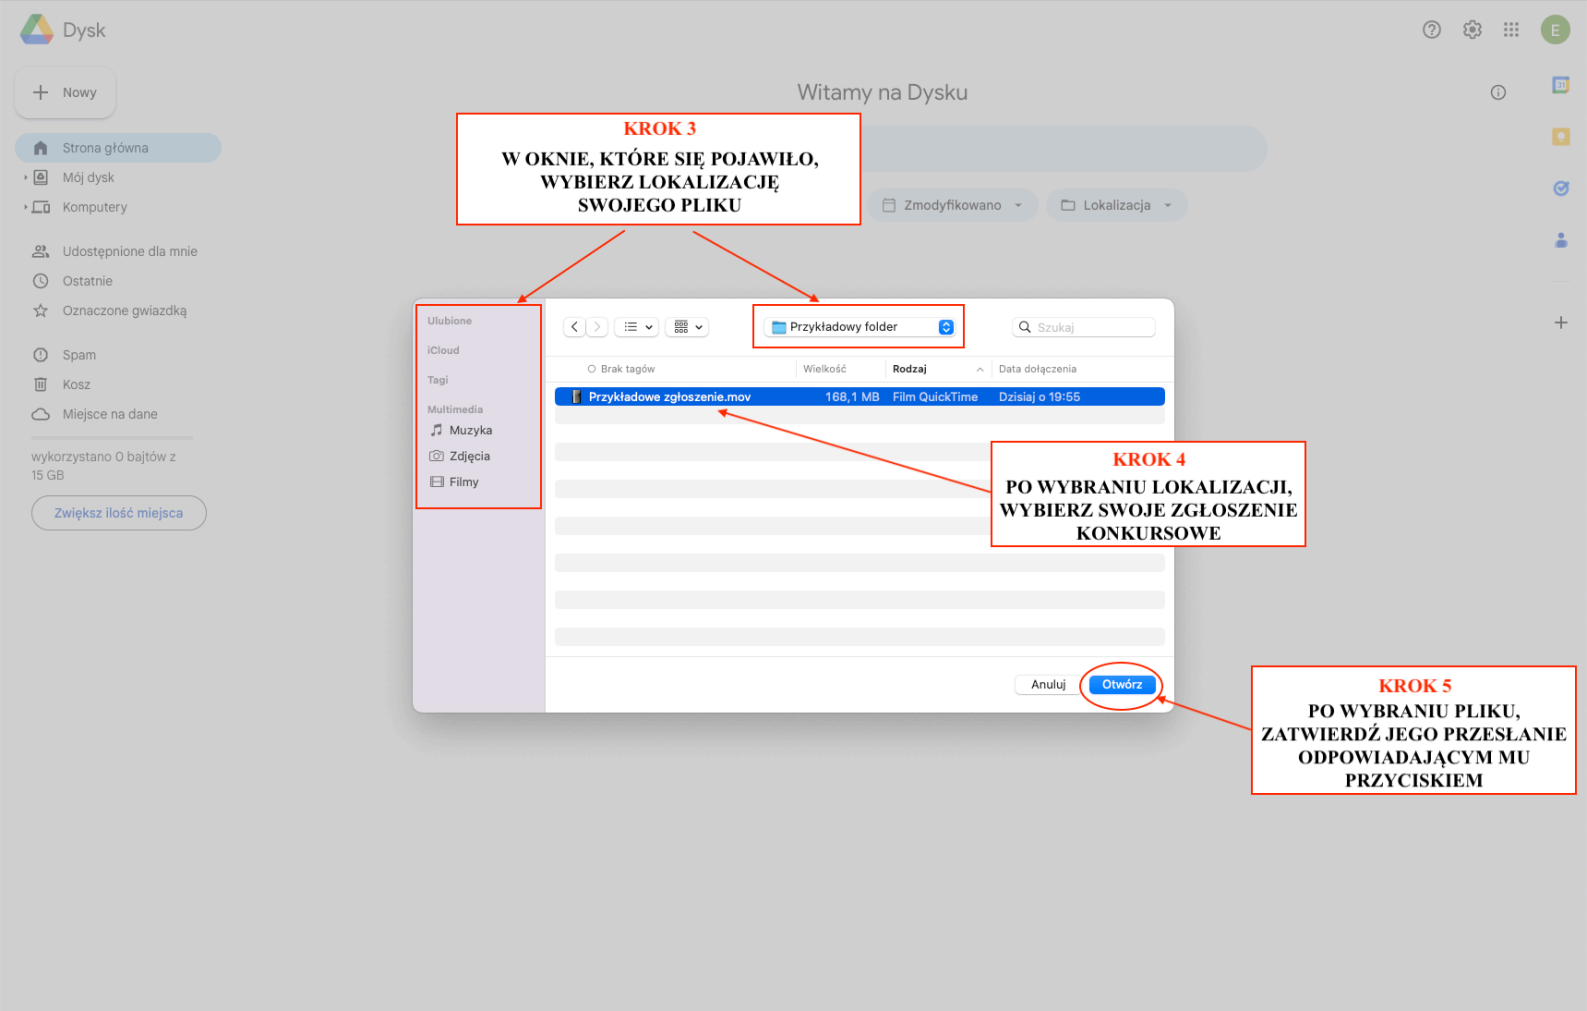 Dysk
E
Nowy
Witamy na Dysku
31
KROK 3
W OKNIE, KTÓRE SIĘ POJAWIŁO,
WYBIERZ LOKALIZACJĘ
SWOJEGO PLIKU
Strona główna
Mój dysk
Komputery
Zmodyfikowano
Lokalizacja
Udostępnione dla mnie
Ostatnie
Oznaczone gwiazdką
Spam
Kosz
Miejsce na dane
wykorzystano 0 bajtów z
15 GB
Zwiększ ilość miejsca
Ulubione
iCloud
Tagi
Multimedia
Muzyka
Zdjęcia
Filmy
Przykładowy folder
Szukaj
Brak tagów Wielkość Rodzaj Data dołączenia
Przykładowe zgłoszenie.mov 168,1 MB Film QuickTime Dzisiaj o 19:55
KROK 4
PO WYBRANIU LOKALIZACJI,
WYBIERZ SWOJE ZGŁOSZENIE
KONKURSOWE
Anuluj
Otwórz
KROK 5
PO WYBRANIU PLIKU,
ZATWIERDŹ JEGO PRZESŁANIE
ODPOWIADAJĄCYM MU
PRZYCISKIEM